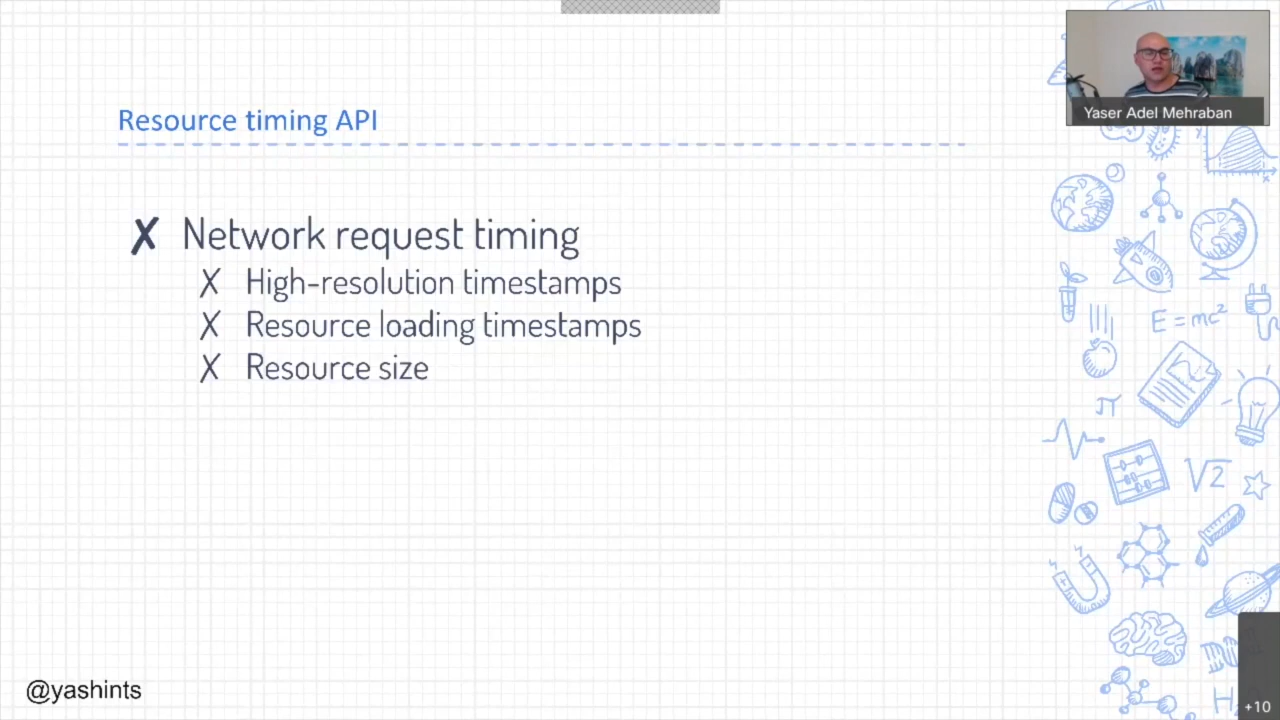 Yaser Adel Mehraban
Resource timing API
✗ Network request timing
✗ High-resolution timestamps
✗ Resource loading timestamps
✗ Resource size
E=mc²
π
√2
@yashints
+10